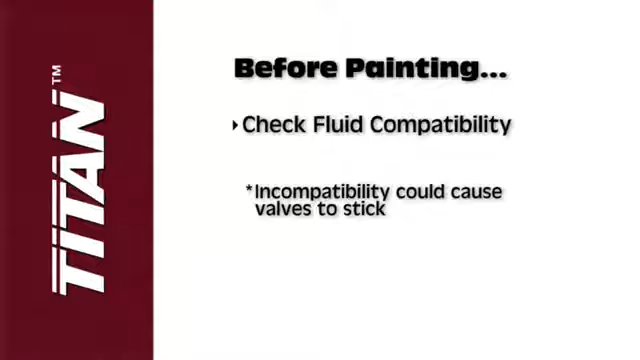 TITAN™
Before Painting...
Check Fluid Compatibility
*Incompatibility could cause
valves to stick